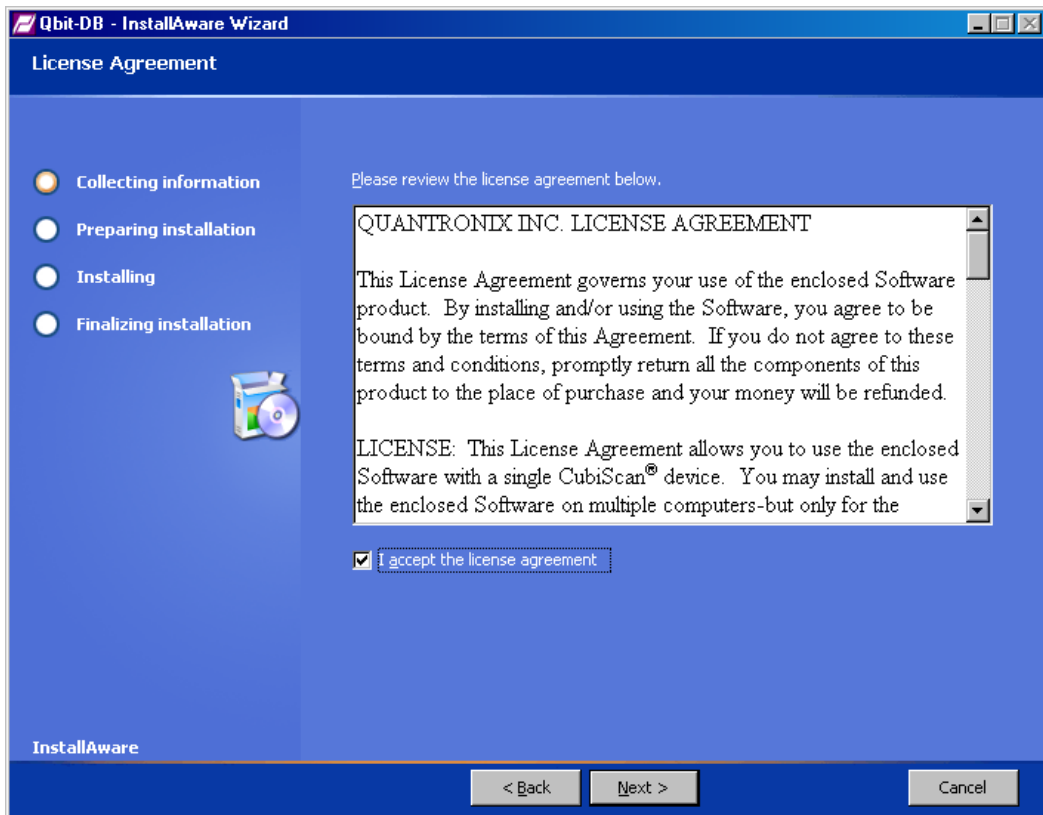 Qbit-DB - InstallAware Wizard
License Agreement
Collecting information
Preparing installation
Installing
Finalizing installation
Please review the license agreement below.
QUANTRONIX INC. LICENSE AGREEMENT
This License Agreement governs your use of the enclosed Software
product.  By installing and/or using the Software, you agree to be
bound by the terms of this Agreement.  If you do not agree to these
terms and conditions, promptly return all the components of this
product to the place of purchase and your money will be refunded.
LICENSE:  This License Agreement allows you to use the enclosed
Software with a single CubiScan® device.  You may install and use
the enclosed Software on multiple computers-but only for the
I accept the license agreement
InstallAware
< Back
Next >
Cancel